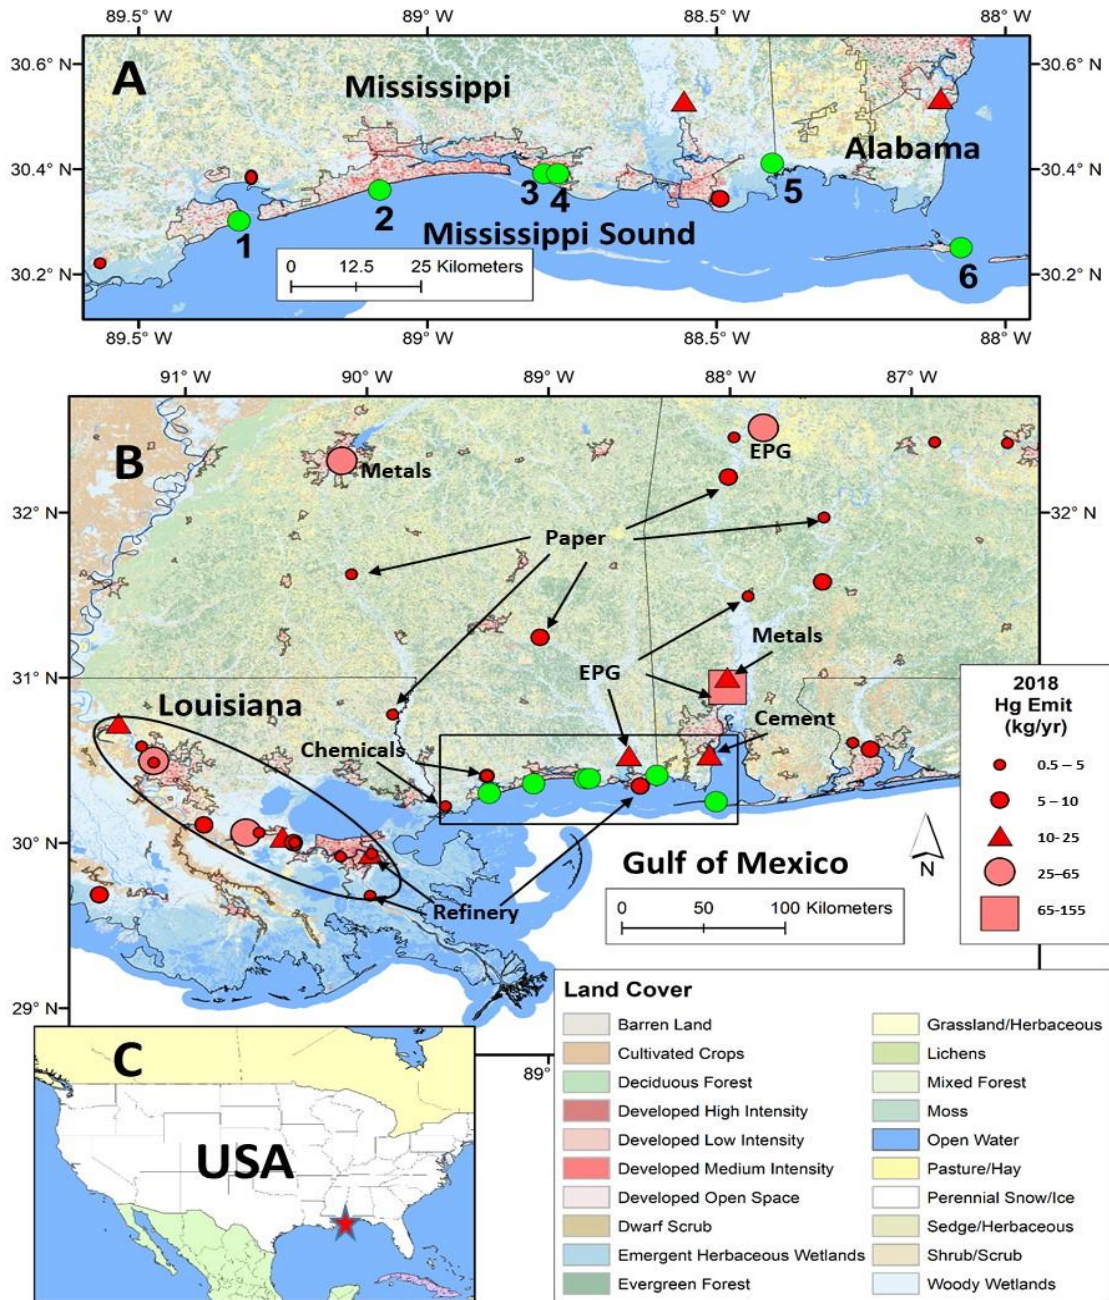 89.5° W
89° W
88.5° W
88° W
30.6° N
30.4° N
30.2° N
30.6° N
30.4° N
30.2° N
A
Mississippi
Alabama
Mississippi Sound
1
2
3
4
5
6
0 12.5 25 Kilometers
89.5° W
89° W
88.5° W
88° W
91° W
90° W
89° W
88° W
87° W
B
32° N
31° N
30° N
29° N
32° N
Metals
EPG
Paper
EPG
Metals
Cement
Louisiana
Chemicals
Refinery
Gulf of Mexico
N
0 50 100 Kilometers
2018
Hg Emit
(kg/yr)
0.5 – 5
5 – 10
10-25
25–65
65-155
89°
C
USA
Land Cover
Barren Land
Cultivated Crops
Deciduous Forest
Developed High Intensity
Developed Low Intensity
Developed Medium Intensity
Developed Open Space
Dwarf Scrub
Emergent Herbaceous Wetlands
Evergreen Forest
Grassland/Herbaceous
Lichens
Mixed Forest
Moss
Open Water
Pasture/Hay
Perennial Snow/Ice
Sedge/Herbaceous
Shrub/Scrub
Woody Wetlands